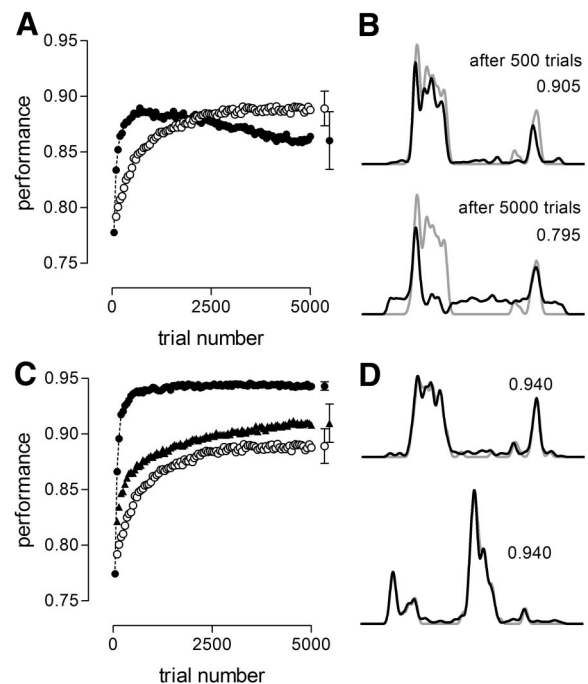 A
0.95
0.90
0.85
0.80
0.75
performance
0
2500
5000
trial number
B
after 500 trials
0.905
after 5000 trials
0.795
C
0.95
0.90
0.85
0.80
0.75
performance
0
2500
5000
trial number
D
0.940
0.940